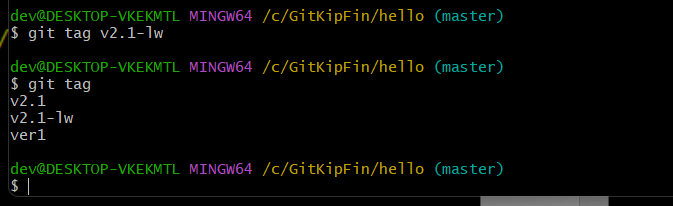 dev@DESKTOP-VKEKMTL MINGW64 /c/GitKipFin/hello (master)
$ git tag v2.1-lw
dev@DESKTOP-VKEKMTL MINGW64 /c/GitKipFin/hello (master)
$ git tag
v2.1
v2.1-lw
ver1
dev@DESKTOP-VKEKMTL MINGW64 /c/GitKipFin/hello (master)
$